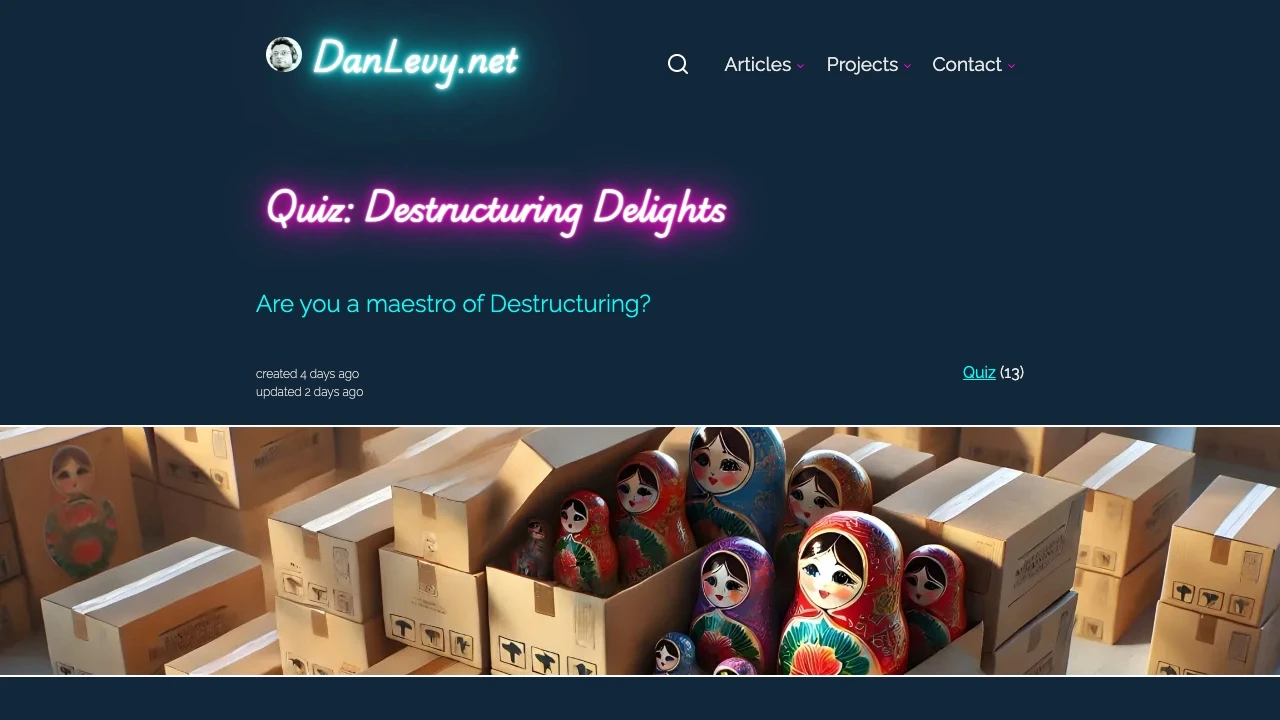 DanLevy.net
Articles
Projects
Contact
Quiz: Destructuring Delights
Are you a maestro of Destructuring?
created 4 days ago
updated 2 days ago
Quiz (13)